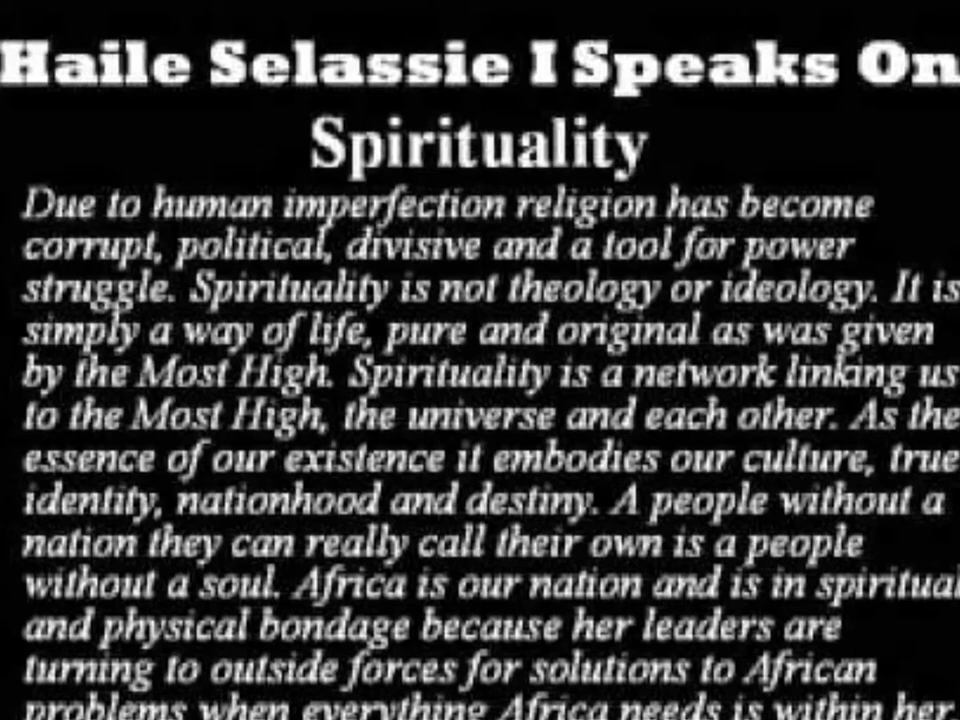 Haile Selassie I Speaks On
Spirituality
Due to human imperfection religion has become
corrupt, political, divisive and a tool for power
struggle. Spirituality is not theology or ideology. It is
simply a way of life, pure and original as was given
by the Most High. Spirituality is a network linking us
to the Most High, the universe and each other. As the
essence of our existence it embodies our culture, true
identity, nationhood and destiny. A people without a
nation they can really call their own is a people
without a soul. Africa is our nation and is in spiritual
and physical bondage because her leaders are
turning to outside forces for solutions to African
problems when everything Africa needs is within her